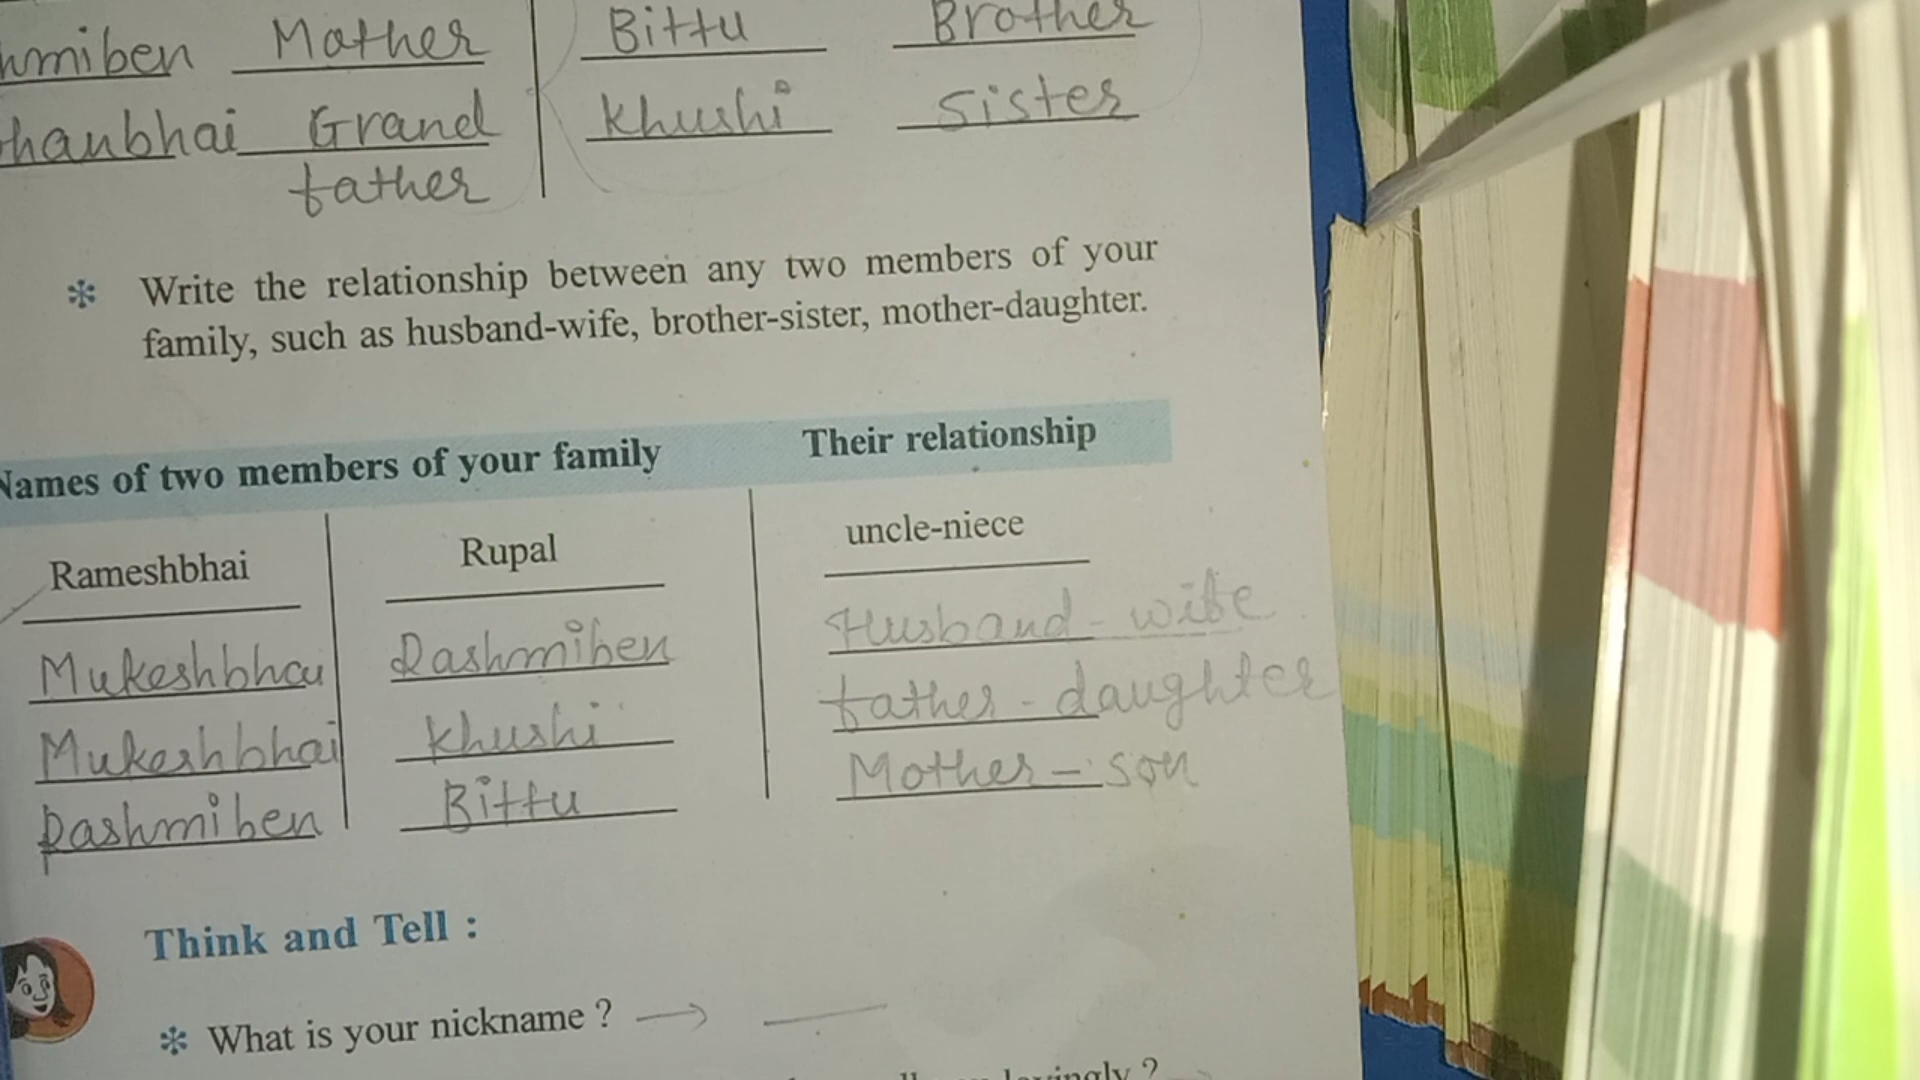 Mother Bittu Brother
Grand Khushi Sister
father
* Write the relationship between any two members of your
family, such as husband-wife, brother-sister, mother-daughter.
Names of two members of your family Their relationship
Rameshbhai Rupal uncle-niece
Mukeshbhai Rashmiben Husband - wife
Mukeshbhai Khushi father - daughter
Rashmiben Bittu Mother - son
Think and Tell :
* What is your nickname ?